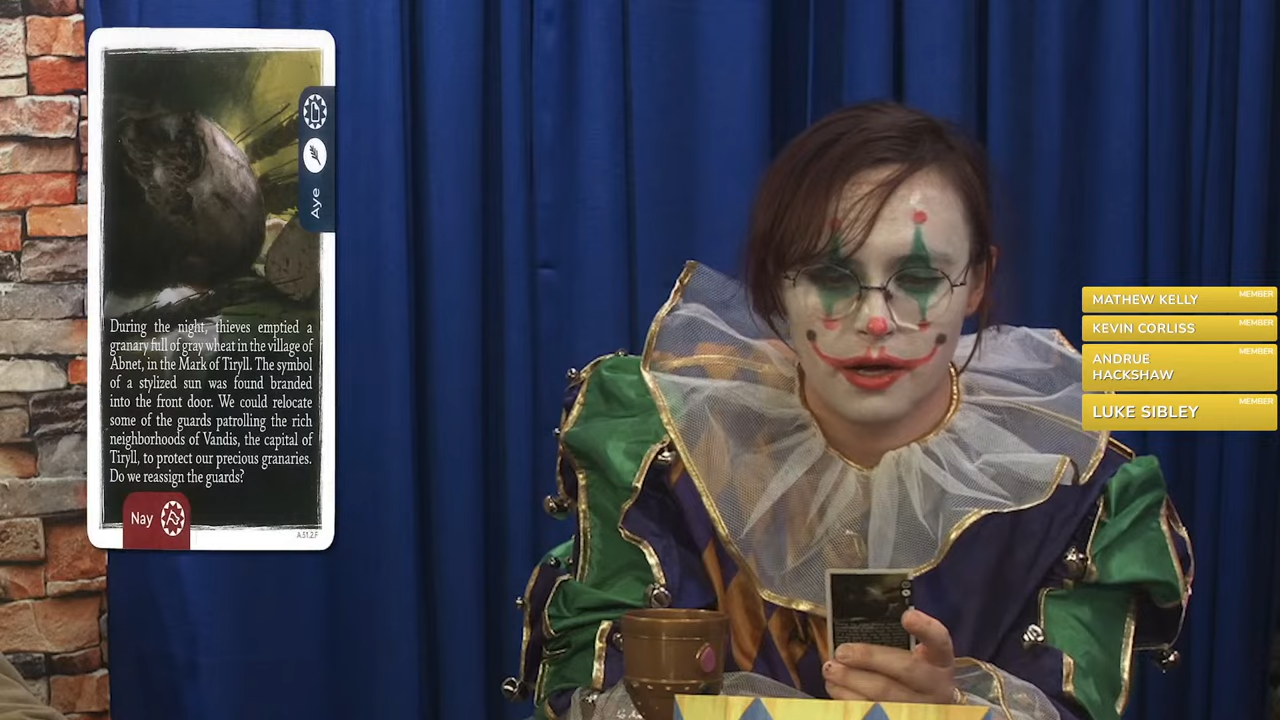 Aye
During the night, thieves emptied a
granary full of gray wheat in the village of
Abnet, in the Mark of Tiryll. The symbol
of a stylized sun was found branded
into the front door. We could relocate
some of the guards patrolling the rich
neighborhoods of Vandis, the capital of
Tiryll, to protect our precious granaries.
Do we reassign the guards?
Nay
A.51.2.F
MATHEW KELLY MEMBER
KEVIN CORLISS MEMBER
ANDRUE MEMBER
HACKSHAW
LUKE SIBLEY MEMBER